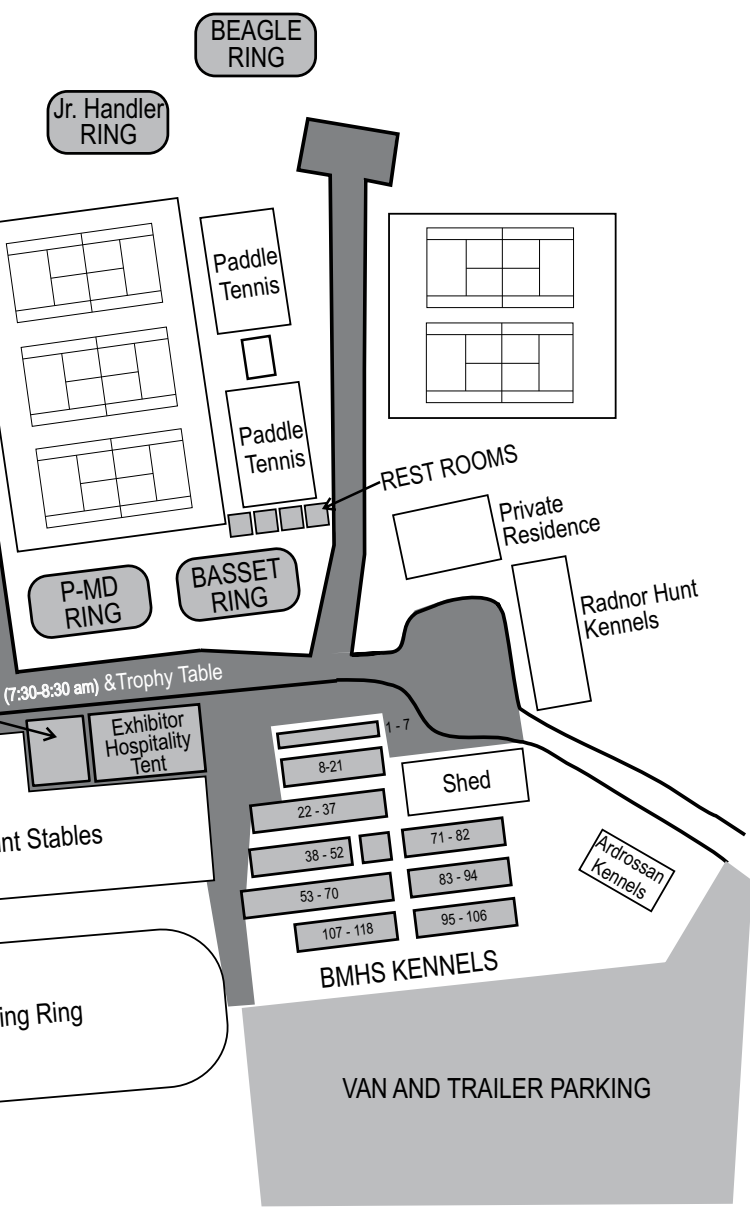 BEAGLE
RING
Jr. Handler
RING
Paddle
Tennis
Paddle
Tennis
REST ROOMS
Private
Residence
P-MD
RING
BASSET
RING
Radnor Hunt
Kennels
(7:30-8:30 am) &Trophy Table
Exhibitor
Hospitality
Tent
1 - 7
8-21
Shed
22 - 37
nt Stables
71 - 82
38 - 52
Ardrossan
Kennels
83 - 94
53 - 70
95 - 106
107 - 118
BMHS KENNELS
ing Ring
VAN AND TRAILER PARKING